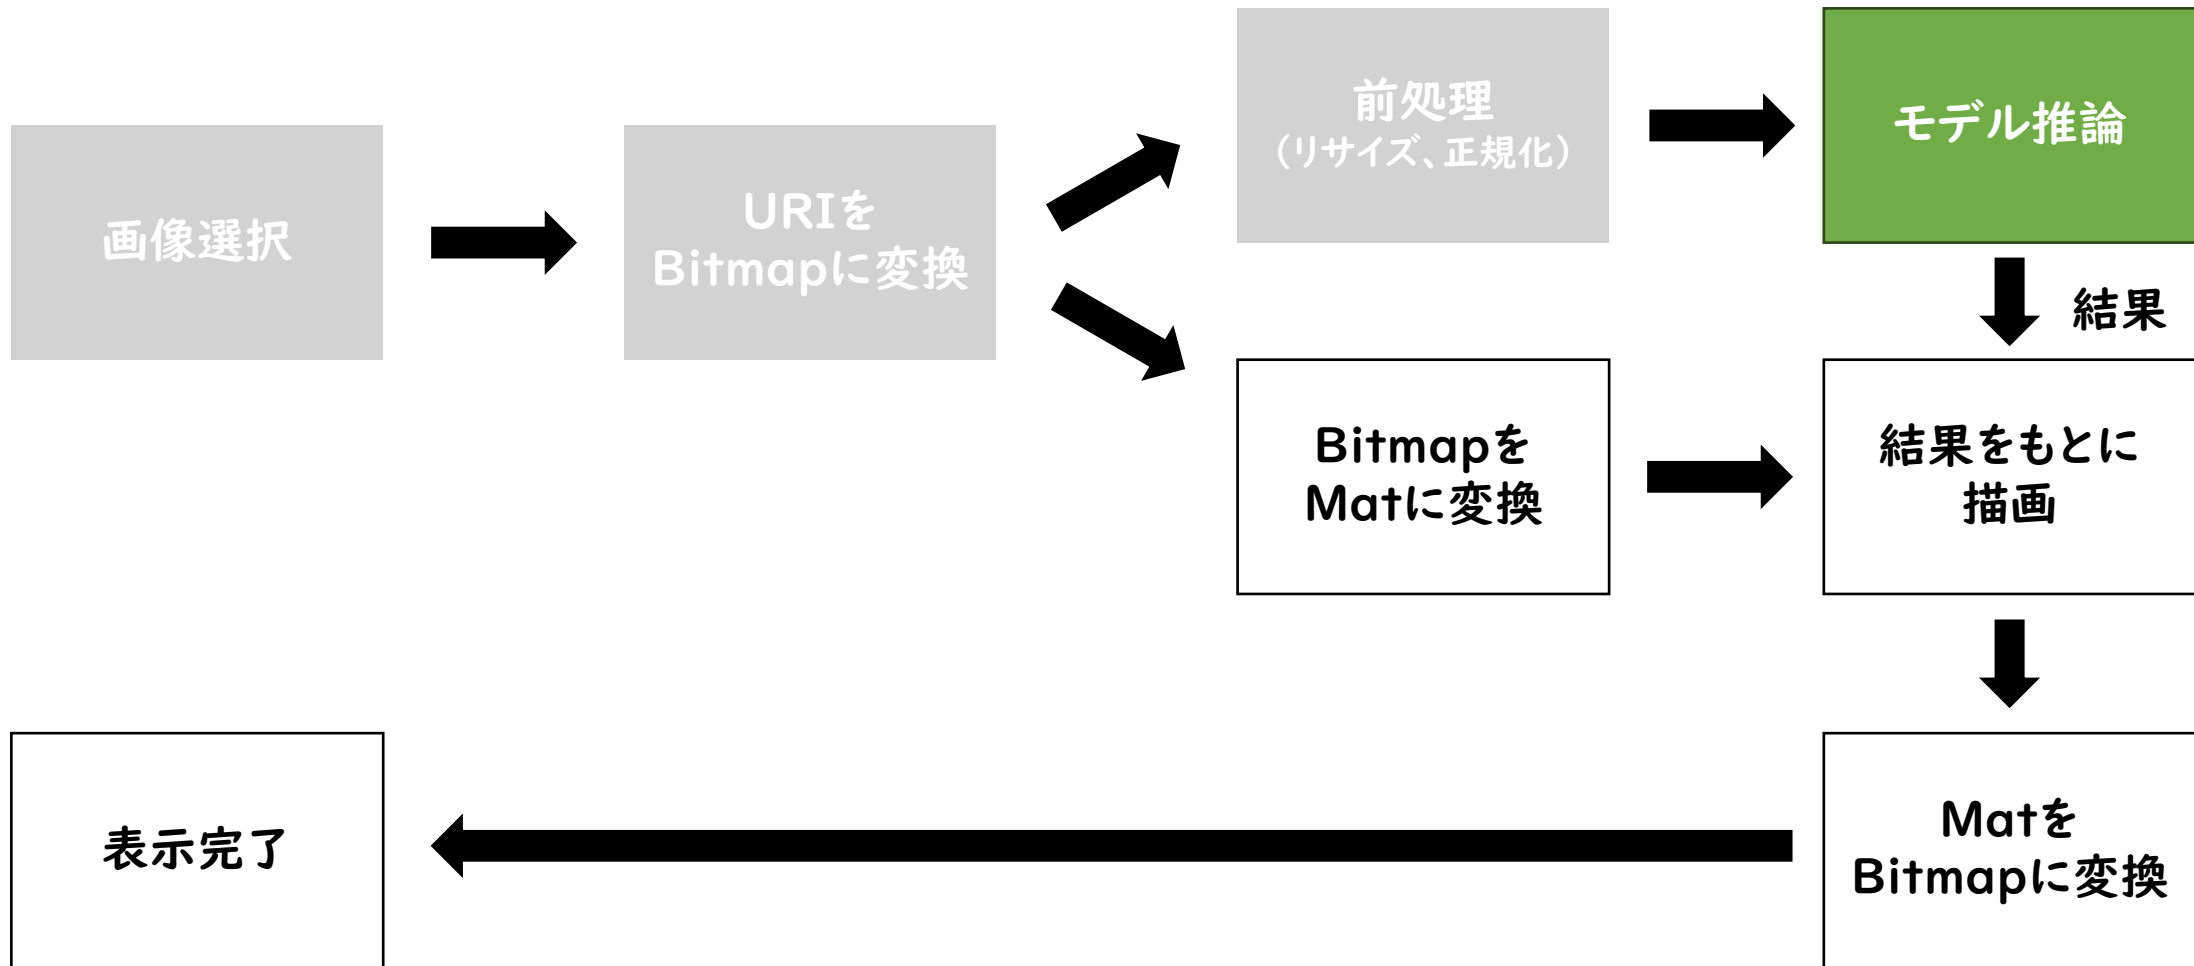 画像選択
URIを
Bitmapに変換
前処理
(リサイズ、正規化)
モデル推論
結果
Bitmapを
Matに変換
結果をもとに
描画
Matを
Bitmapに変換
表示完了